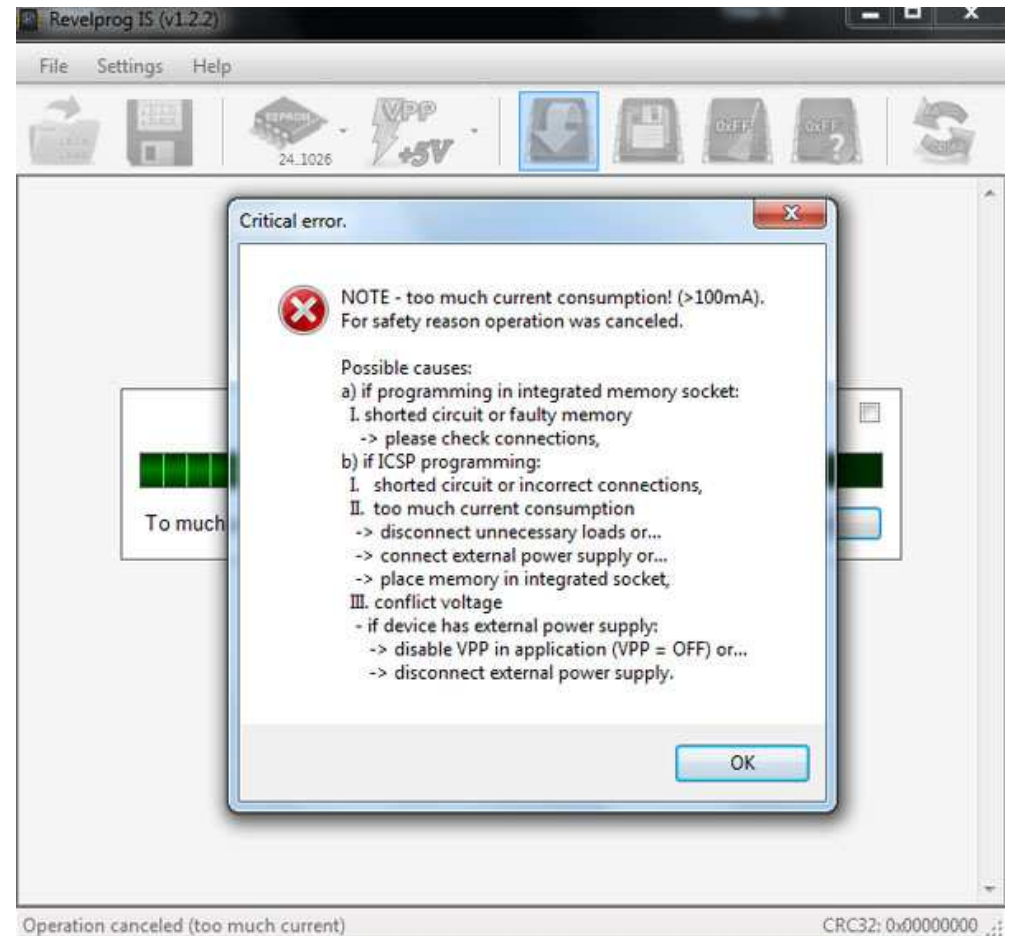 Revelprog IS (v1.2.2)
File Settings Help
EEPROM
24..1026
VPP
+5V
0xFF
0xFF
?
Critical error.
NOTE - too much current consumption! (>100mA).
For safety reason operation was canceled.
Possible causes:
a) if programming in integrated memory socket:
I. shorted circuit or faulty memory
-> please check connections,
b) if ICSP programming:
I. shorted circuit or incorrect connections,
II. too much current consumption
-> disconnect unnecessary loads or...
-> connect external power supply or...
-> place memory in integrated socket,
III. conflict voltage
- if device has external power supply:
-> disable VPP in application (VPP = OFF) or...
-> disconnect external power supply.
To much
OK
Operation canceled (too much current) CRC32: 0x00000000